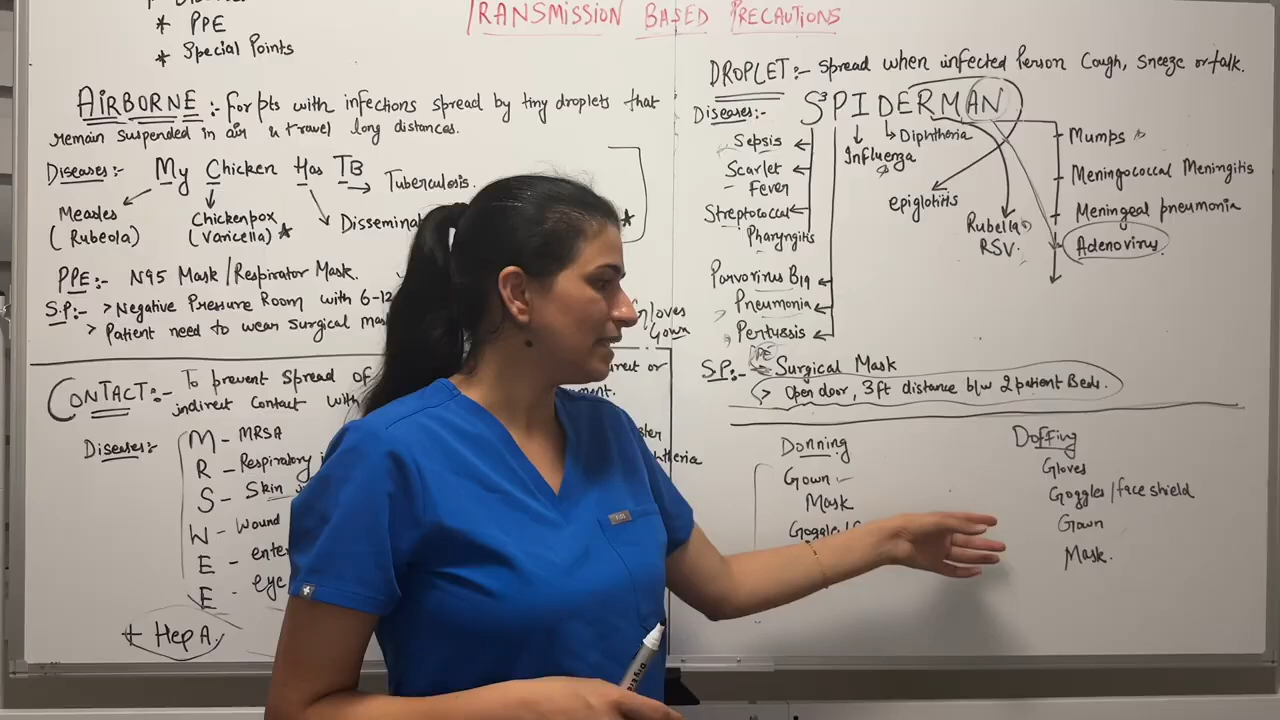 TRANSMISSION BASED PRECAUTIONS
* PPE
* Special Points
AIRBORNE :- For pts with infections spread by tiny droplets that
remain suspended in air & travel long distances.
Diseases:- My Chicken Has TB
Tuberculosis.
Measles
(Rubeola)
Chickenpox
(Varicella) *
*
PPE:- N95 Mask/Respirator Mask.
S.P:- > Negative Pressure Room with 6-12
> Patient need to wear Surgical
Gloves
Gown
CONTACT:- To prevent Spread of
or
indirect Contact with
Diseases:-
M - MRSA
R - Respiratory
S - Skin
W - Wound
E -
E - eye
+ Hep A.
DROPLET:- Spread when infected Person Cough, Sneeze or talk.
Diseases:- S³PIDERMAN
Sepsis
Scarlet
Fever
Streptococcal
Pharyngitis
Parvovirus B19
Pneumonia
Pertussis
Influenza
Diphtheria
epiglotitis
Rubella
RSV.
Mumps
Meningococcal Meningitis
Meningeal pneumonia
Adenovirus
PPE
Surgical Mask
S.P:-
> Open door, 3ft distance b/w 2 patient Beds.
Donning
Gown
Mask
Doffing
Gloves
Goggles/face shield
Gown
Mask.